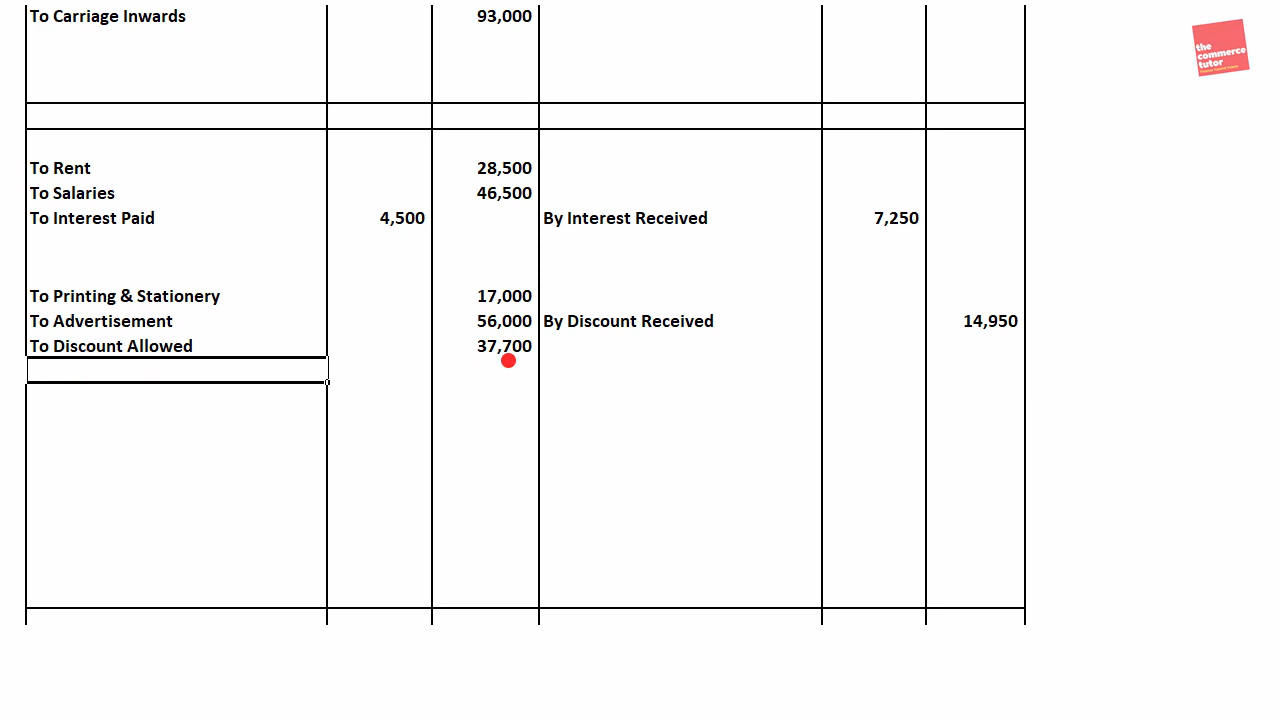 To Carriage Inwards 93,000
the
commerce
tutor
To Rent 28,500
To Salaries 46,500
To Interest Paid 4,500 By Interest Received 7,250
To Printing & Stationery 17,000
To Advertisement 56,000 By Discount Received 14,950
To Discount Allowed 37,700